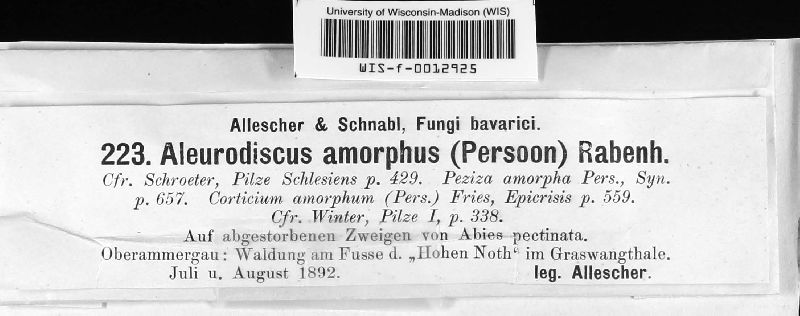 University of Wisconsin-Madison (WIS)
WIS-f-0012925
Allescher & Schnabl, Fungi bavarici.
223. Aleurodiscus amorphus (Persoon) Rabenh.
Cfr. Schroeter, Pilze Schlesiens p. 429. Peziza amorpha Pers., Syn.
p. 657. Corticium amorphum (Pers.) Fries, Epicrisis p. 559.
Cfr. Winter, Pilze I, p. 338.
Auf abgestorbenen Zweigen von Abies pectinata.
Oberammergau: Waldung am Fusse d. „Hohen Noth“ im Graswangthale.
Juli u. August 1892. leg. Allescher.